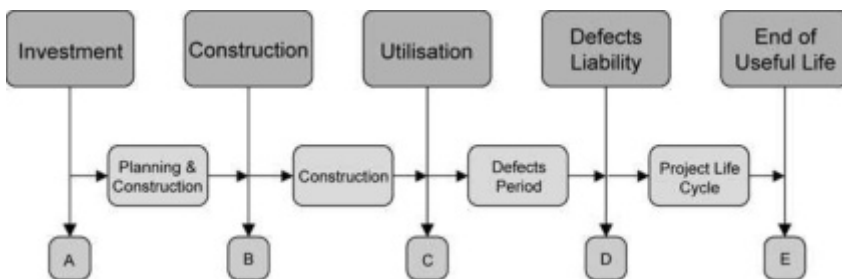 Investment
Construction
Utilisation
Defects
Liability
End of
Useful Life
Planning &
Construction
Construction
Defects
Period
Project Life
Cycle
A
B
C
D
E